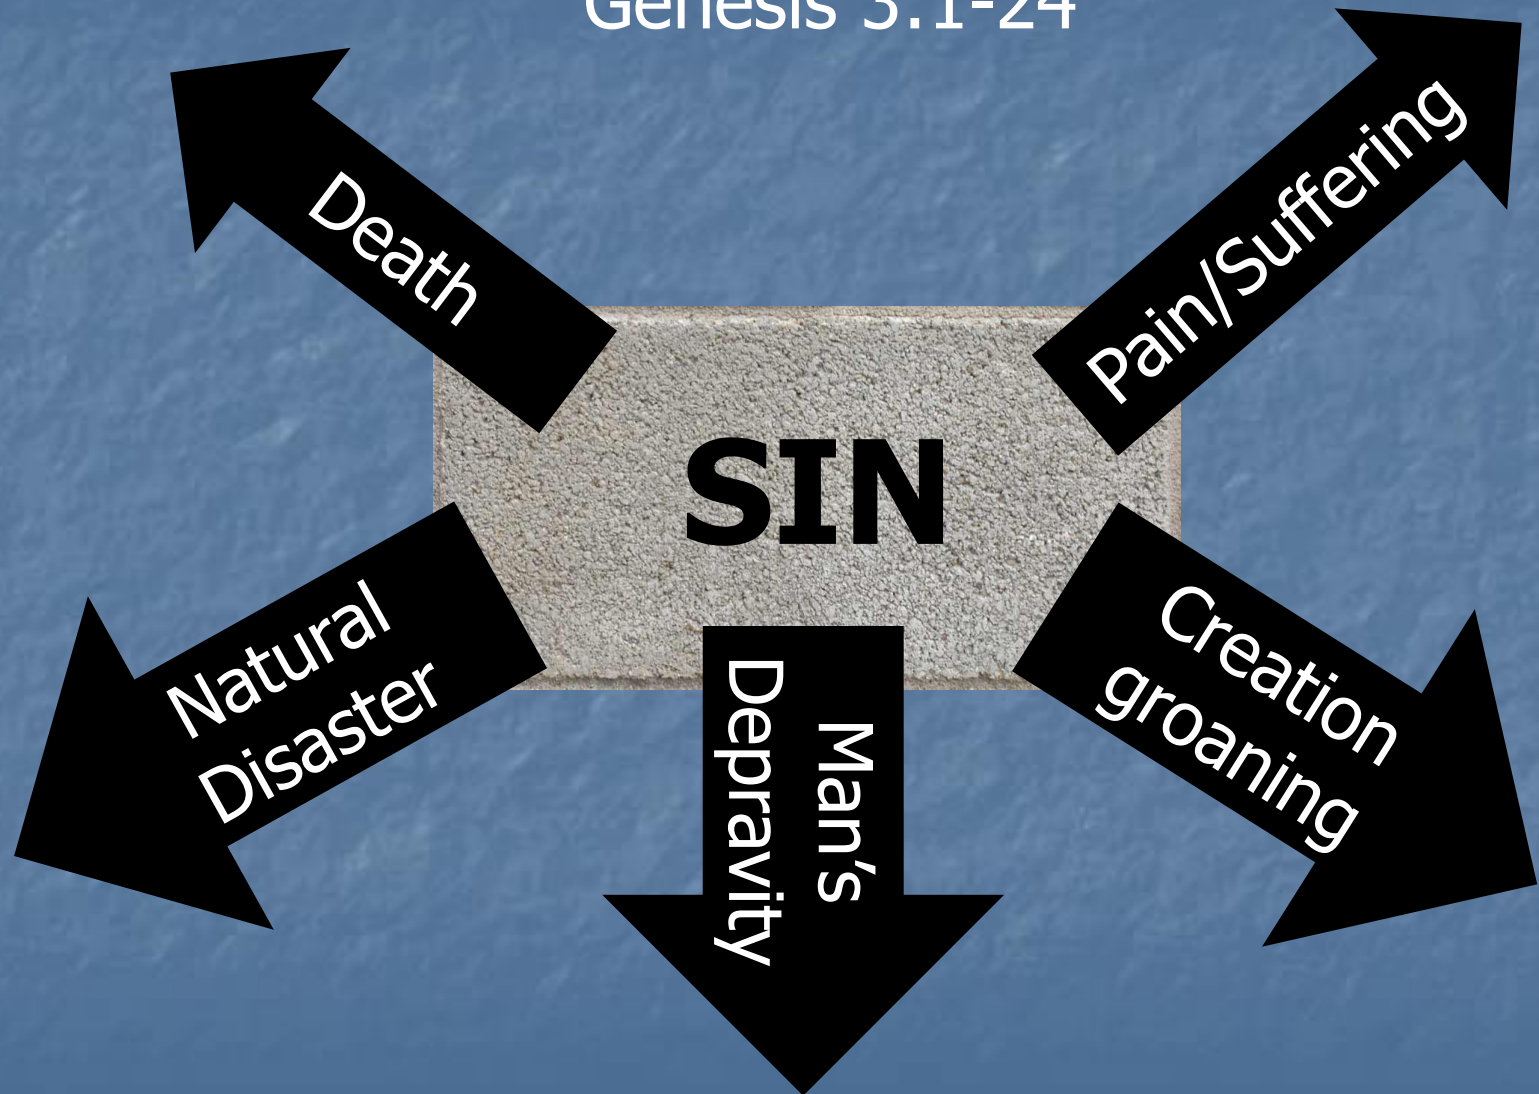 Genesis 3.1-24
Death
Pain/Suffering
SIN
Natural
Disaster
Man's
Depravity
Creation
groaning